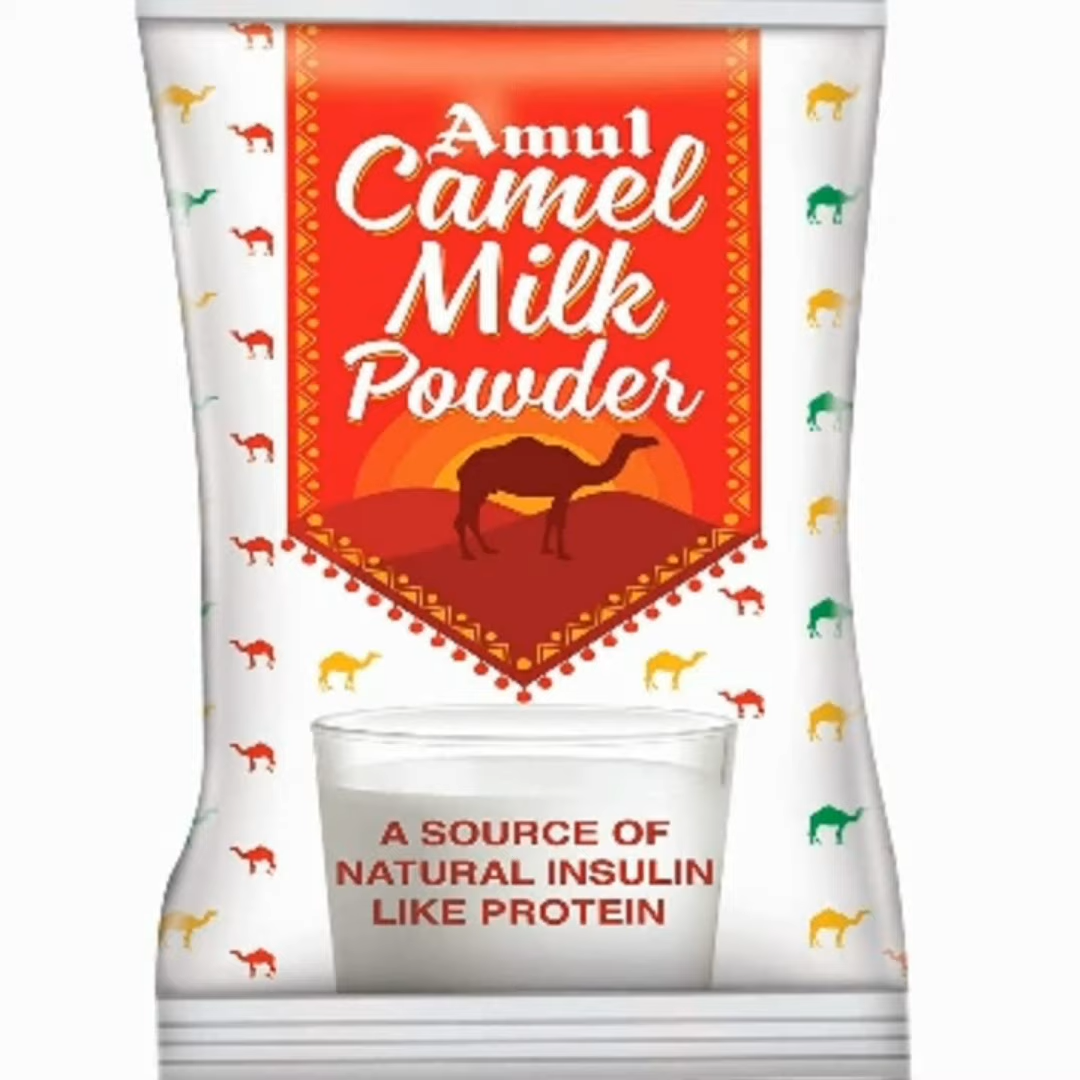 Amul
Camel
Milk
Powder
A SOURCE OF
NATURAL INSULIN
LIKE PROTEIN